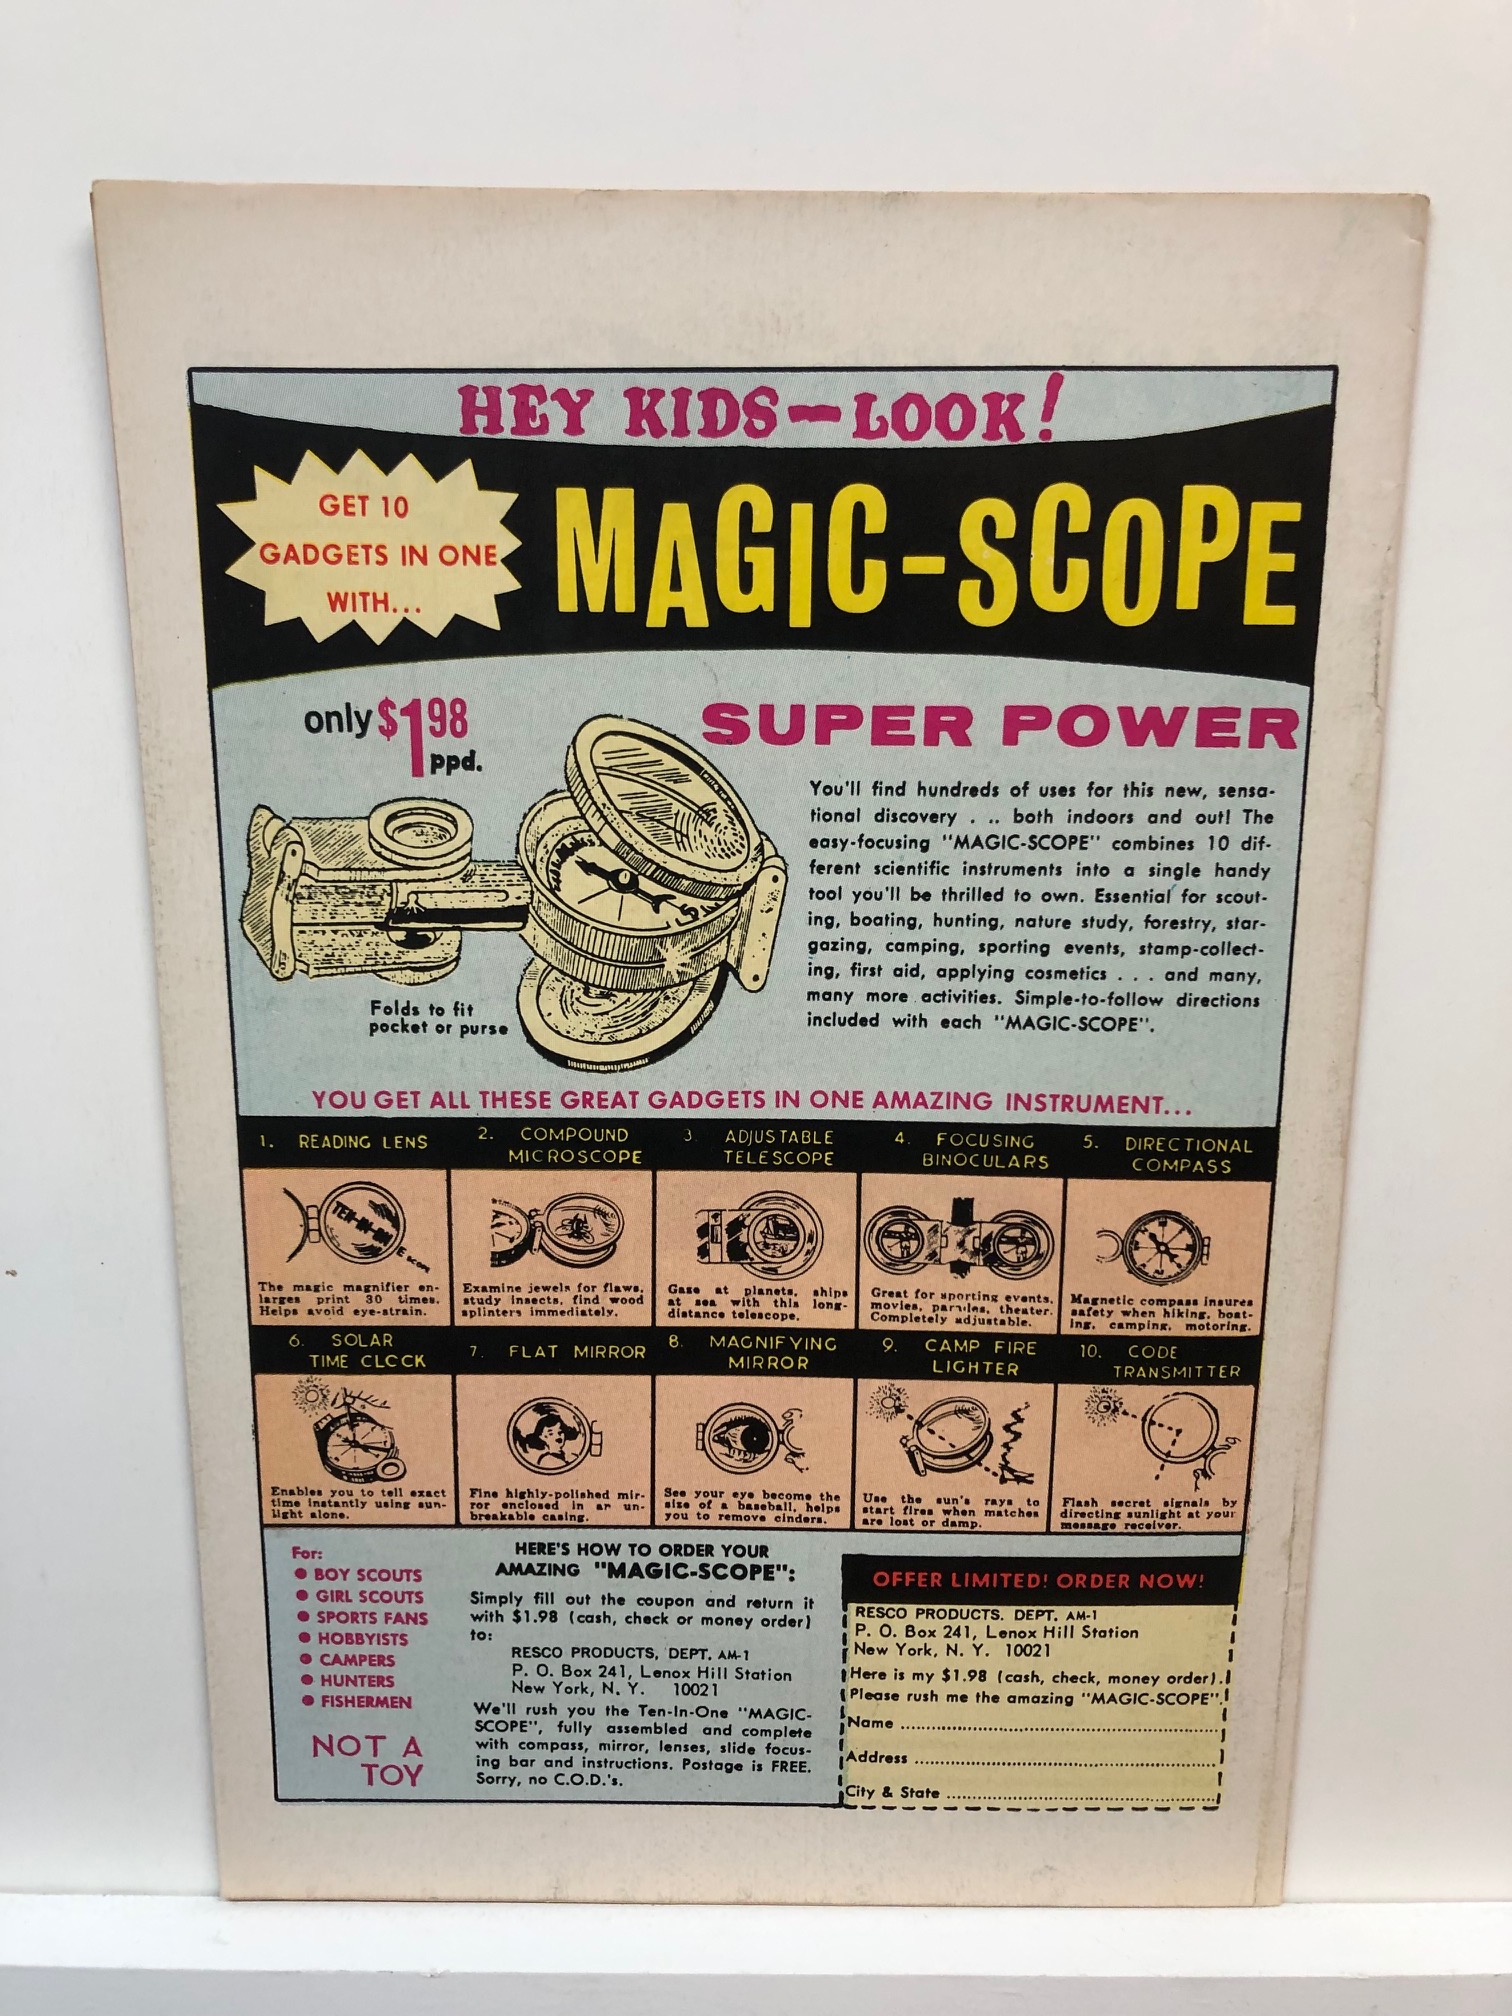 HEY KIDS—LOOK!
GET 10
GADGETS IN ONE
WITH...
MAGIC-SCOPE
only $1.98
ppd.
SUPER POWER
You'll find hundreds of uses for this new, sensa-
tional discovery . .. both indoors and out! The
easy-focusing "MAGIC-SCOPE" combines 10 dif-
ferent scientific instruments into a single handy
tool you'll be thrilled to own. Essential for scout-
ing, boating, hunting, nature study, forestry, star-
gazing, camping, sporting events, stamp-collect-
ing, first aid, applying cosmetics . . . and many,
many more activities. Simple-to-follow directions
included with each "MAGIC-SCOPE".
Folds to fit
pocket or purse
YOU GET ALL THESE GREAT GADGETS IN ONE AMAZING INSTRUMENT...
1. READING LENS
TEN-IN-ONE SCOPE
The magic magnifier en-
larges print 30 times.
Helps avoid eye-strain.
2. COMPOUND
MICROSCOPE
Examine jewels for flaws,
study insects, find wood
splinters immediately.
3. ADJUSTABLE
TELESCOPE
Gaze at planets, ships
at sea with this long-
distance telescope.
4. FOCUSING
BINOCULARS
Great for sporting events,
movies, parades, theater.
Completely adjustable.
5. DIRECTIONAL
COMPASS
Magnetic compass insures
safety when hiking, boat-
ing, camping, motoring.
6. SOLAR
TIME CLOCK
Enables you to tell exact
time instantly using sun-
light alone.
7. FLAT MIRROR
Fine highly-polished mir-
ror enclosed in an un-
breakable casing.
8. MAGNIFYING
MIRROR
See your eye become the
size of a baseball, helps
you to remove cinders.
9. CAMP FIRE
LIGHTER
Use the sun's rays to
start fires when matches
are lost or damp.
10. CODE
TRANSMITTER
Flash secret signals by
directing sunlight at your
message receiver.
For:
● BOY SCOUTS
● GIRL SCOUTS
● SPORTS FANS
● HOBBYISTS
● CAMPERS
● HUNTERS
● FISHERMEN
NOT A
TOY
HERE'S HOW TO ORDER YOUR
AMAZING "MAGIC-SCOPE":
Simply fill out the coupon and return it
with $1.98 (cash, check or money order)
to:
RESCO PRODUCTS, DEPT. AM-1
P. O. Box 241, Lenox Hill Station
New York, N. Y. 10021
We'll rush you the Ten-In-One "MAGIC-
SCOPE", fully assembled and complete
with compass, mirror, lenses, slide focus-
ing bar and instructions. Postage is FREE.
Sorry, no C.O.D.'s.
OFFER LIMITED! ORDER NOW!
RESCO PRODUCTS. DEPT. AM-1
P. O. Box 241, Lenox Hill Station
New York, N. Y. 10021
Here is my $1.98 (cash, check, money order).
Please rush me the amazing "MAGIC-SCOPE".
Name
Address
City & State